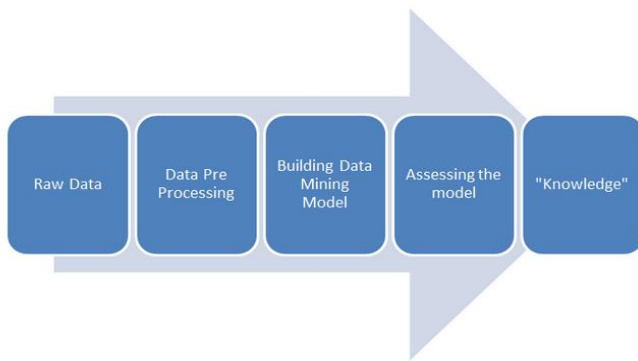 Raw Data
Data Pre
Processing
Building Data
Mining
Model
Assessing the
model
"Knowledge"